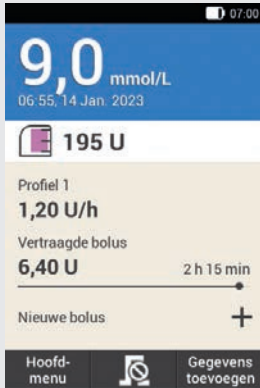 07:00
9,0 mmol/L
06:55, 14 Jan. 2023
195 U
Profiel 1
1,20 U/h
Vertraagde bolus
6,40 U 2 h 15 min
Nieuwe bolus +
Hoofd-
menu
Gegevens
toevoegen